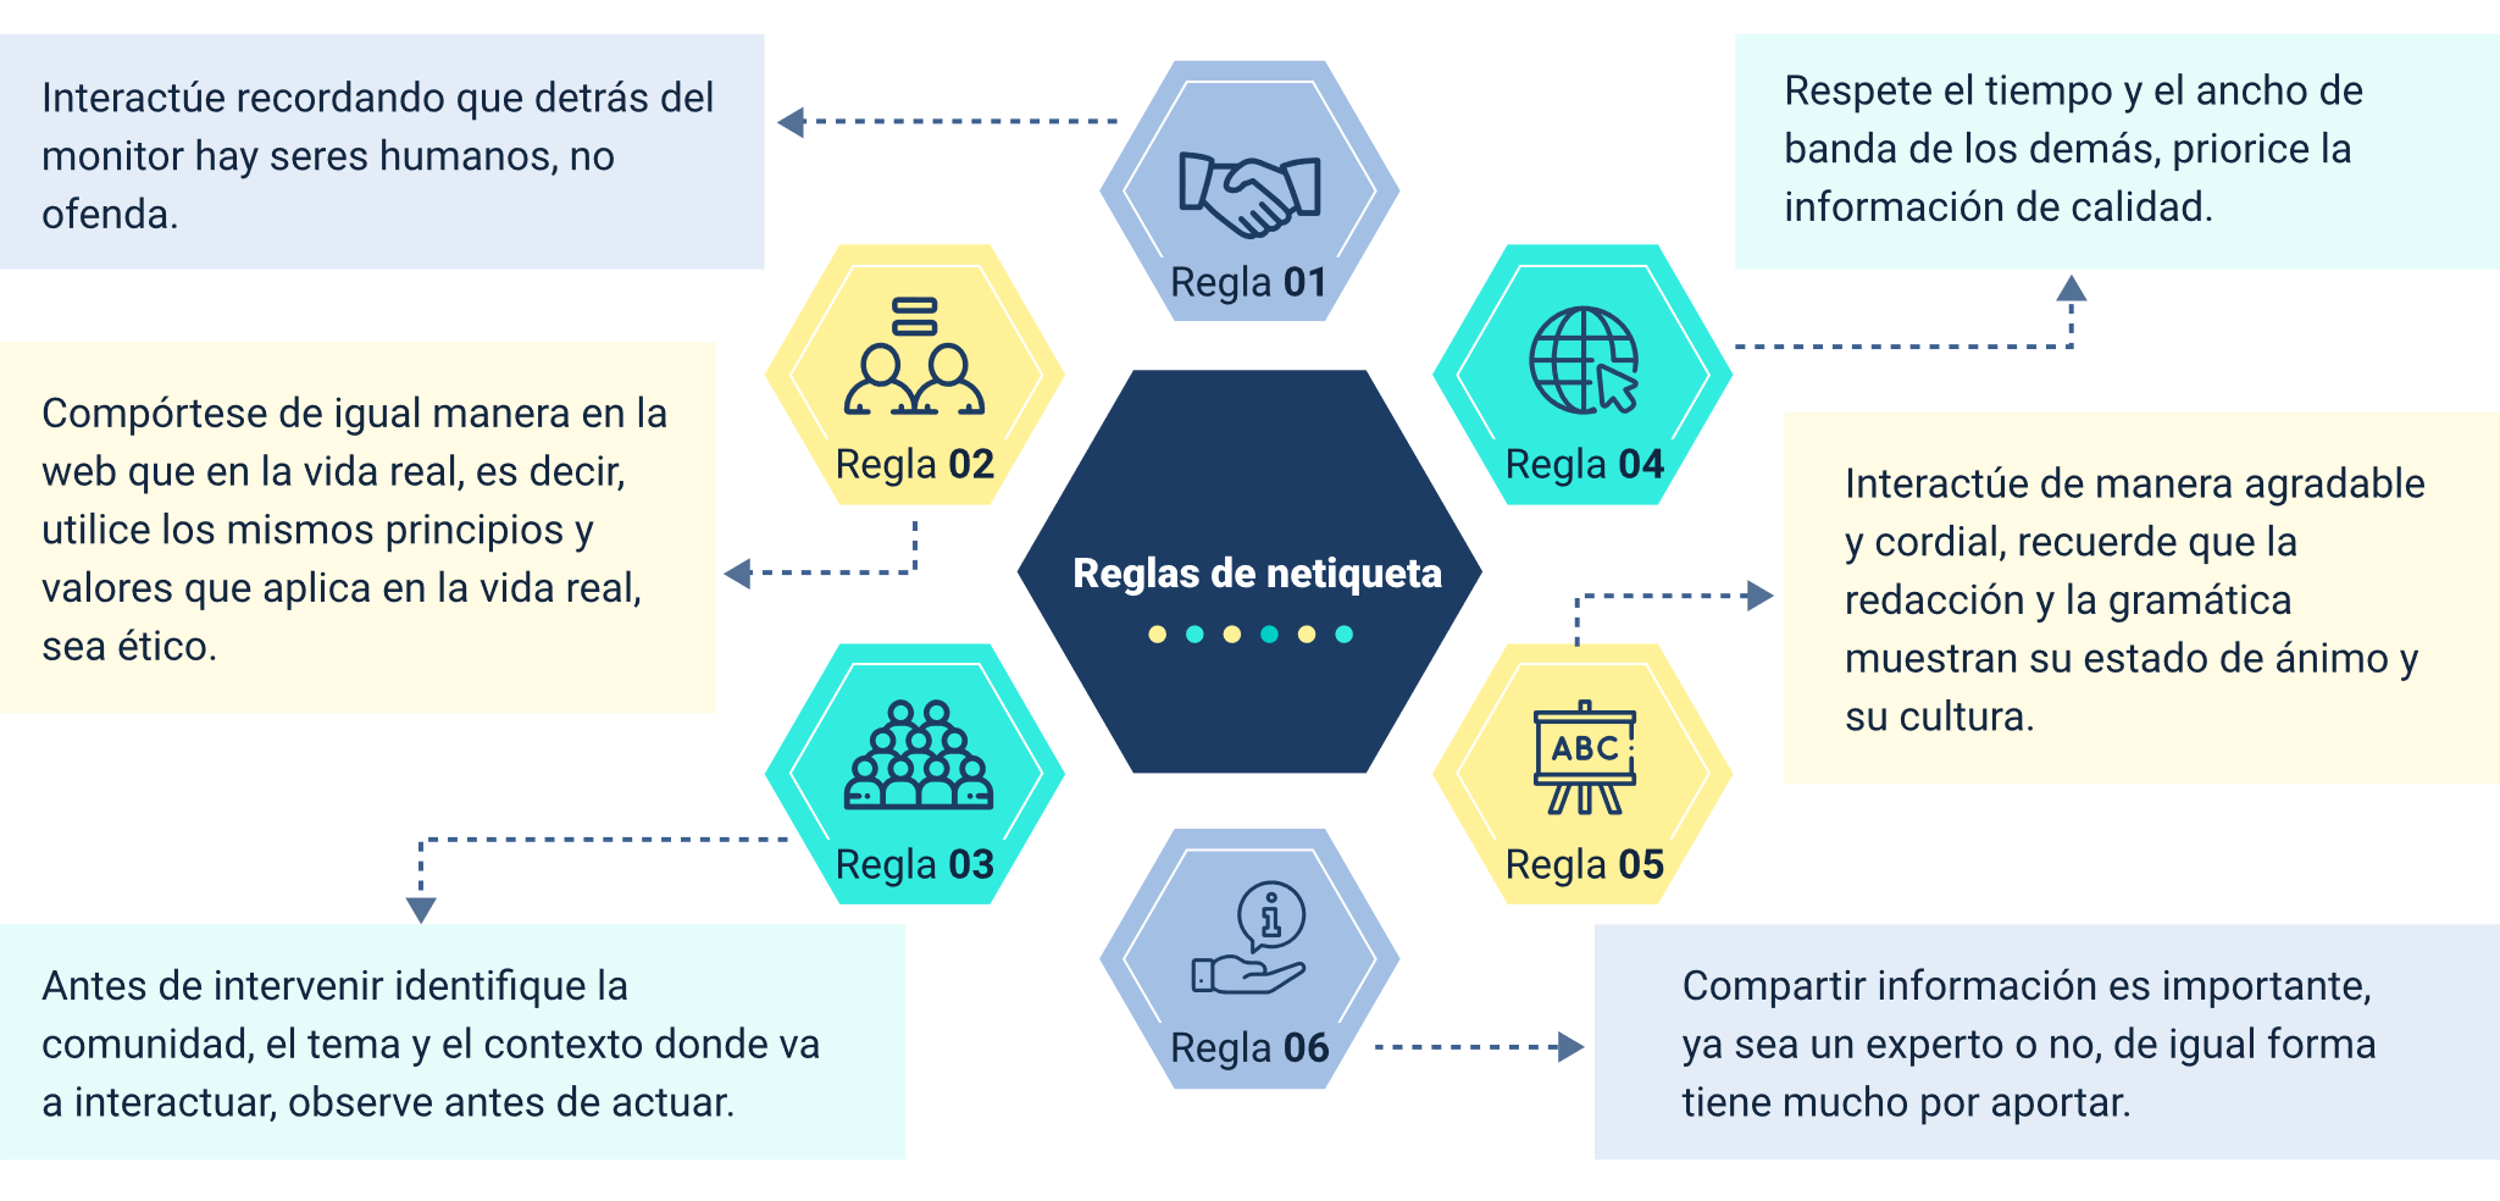 Reglas de netiqueta
Regla 01
Interactúe recordando que detrás del
monitor hay seres humanos, no
ofenda.
Regla 02
Compórtese de igual manera en la
web que en la vida real, es decir,
utilice los mismos principios y
valores que aplica en la vida real,
sea ético.
Regla 03
Antes de intervenir identifique la
comunidad, el tema y el contexto donde va
a interactuar, observe antes de actuar.
Regla 04
Respete el tiempo y el ancho de
banda de los demás, priorice la
información de calidad.
Regla 05
ABC
Interactúe de manera agradable
y cordial, recuerde que la
redacción y la gramática
muestran su estado de ánimo y
su cultura.
Regla 06
i
Compartir información es importante,
ya sea un experto o no, de igual forma
tiene mucho por aportar.